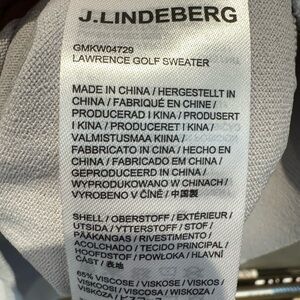 J.LINDEBERG
GMKW04729
LAWRENCE GOLF SWEATER
MADE IN CHINA / HERGESTELLT IN
CHINA / FABRIQUÉ EN CHINE /
PRODUCERAD I KINA / PRODUSERT
I KINA / PRODUCERET I KINA /
VALMISTUSMAA KIINA /
FABBRICATO IN CINA / HECHO EN
CHINA / FABRICADO EM CHINA /
GEPRODUCEERD IN CHINA /
WYPRODUKOWANO W CHINACH /
VYROBENO V ČÍNĚ / 中国製
SHELL / OBERSTOFF / EXTÉRIEUR /
UTSIDA / YTTERSTOFF / STOF /
PÄÄKANGAS / RIVESTIMENTO /
ACOLCHADO / TECIDO PRINCIPAL /
HOOFDSTOF / POWŁOKA / HLAVNÍ
ČÁST / 表地
65% VISCOSE / VISKOSE / VISKOS /
VISKOOSI / VISCOSA / WISKOZA /